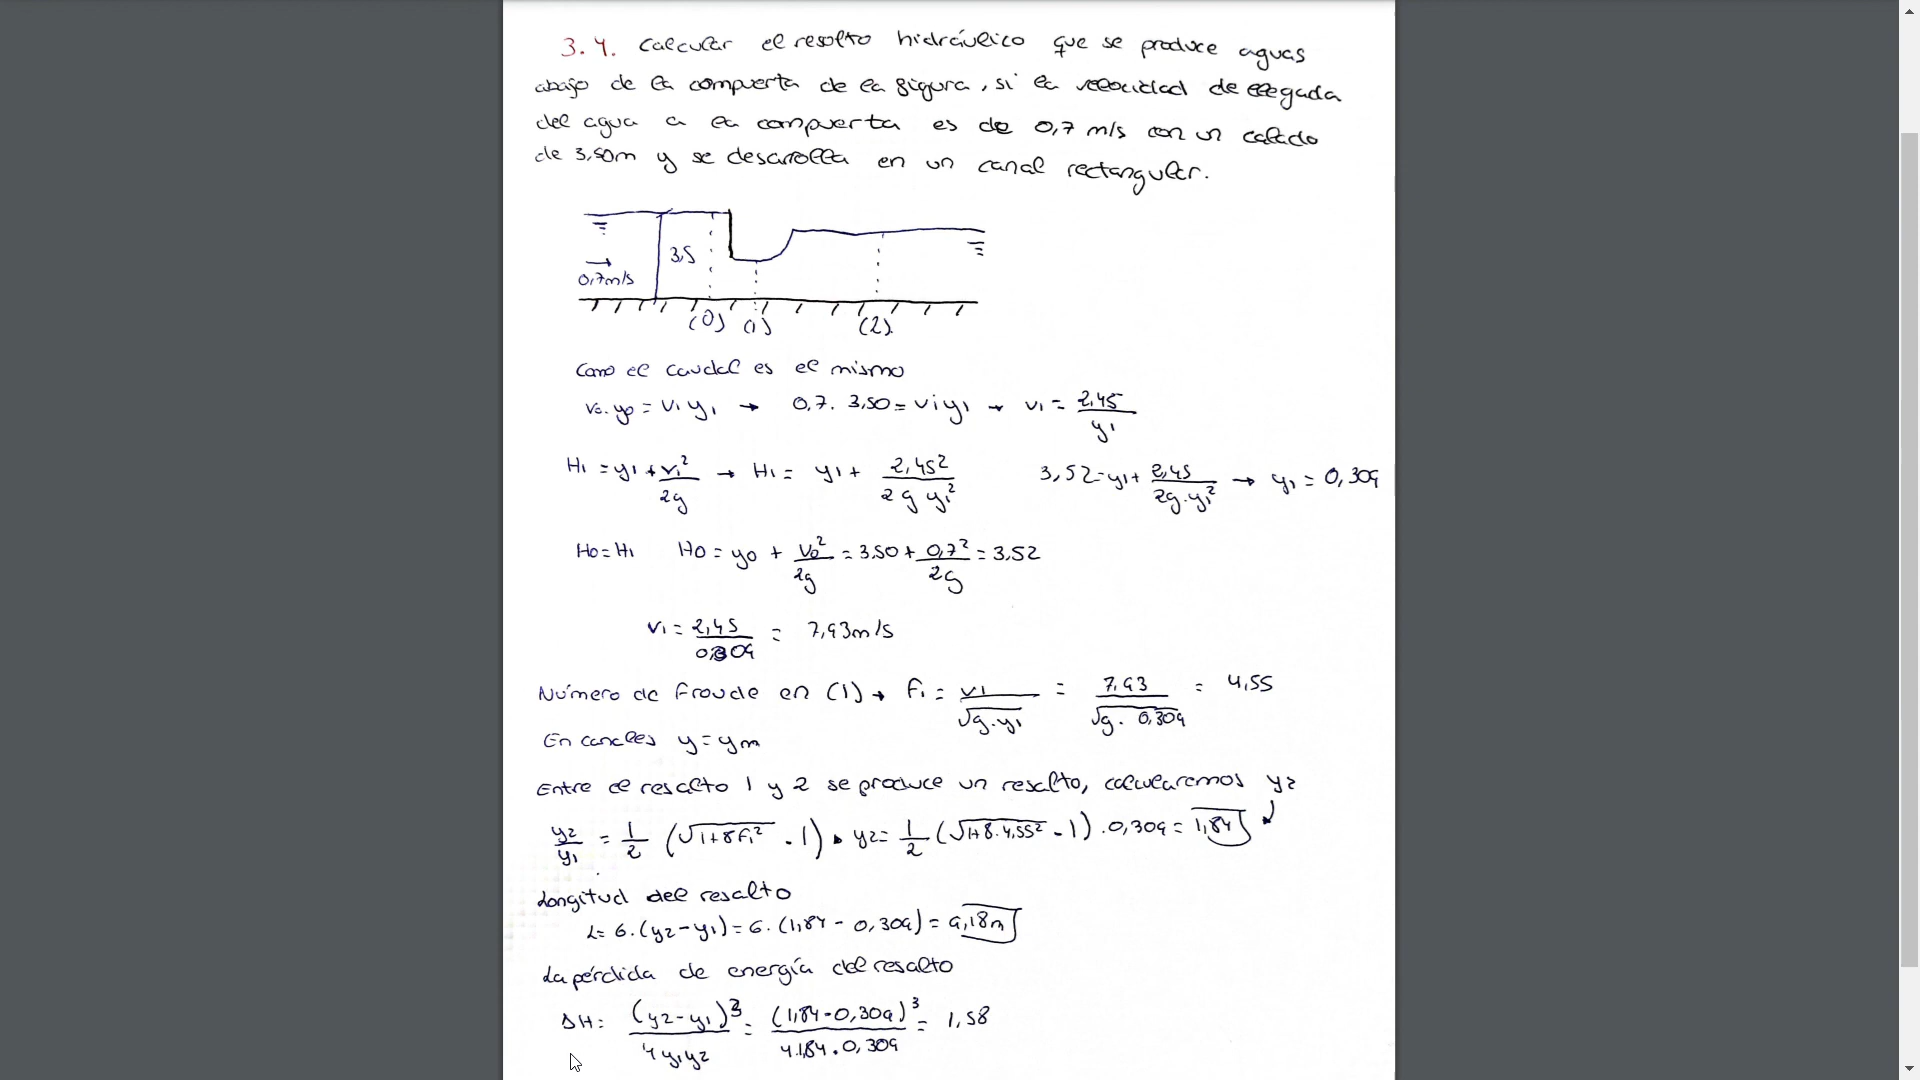 3.4. Calcular el resalto hidráulico que se produce aguas
abajo de la compuerta de la figura, si la velocidad de llegada
del agua a la compuerta es de 0,7 m/s con un calado
de 3,50m y se desarrolla en un canal rectangular.
3,5
0,7m/s
(0) (1) (2)
Como el caudal es el mismo
v0.y0 = v1 y1 → 0,7. 3,50 = v1y1 → v1 = 2,45/y1
H1 = y1 + v1²/2g → H1 = y1 + 2,45²/2g y1² 3,52 = y1 + 2,45/2g.y1² → y1 = 0,309
H0 = H1 H0 = y0 + v0²/2g = 3.50 + 0,7²/2g = 3.52
v1 = 2,45/0,309 = 7,93m/s
Número de Froude en (1) → F1 = v1/√g.y1 = 7,93/√g. 0,309 = 4,55
En canales y = ym
Entre el resalto 1 y 2 se produce un resalto, calcularemos y2
y2/y1 = 1/2 (√1+8F1² - 1) → y2 = 1/2 (√1+8.4,55² - 1) . 0,309 = 1,84
Longitud del resalto
L = 6.(y2-y1) = 6. (1,84 - 0,309) = 9,18m
La pérdida de energía del resalto
ΔH = (y2-y1)³/4 y1y2 = (1,84-0,309)³/4.1,84.0,309 = 1,58